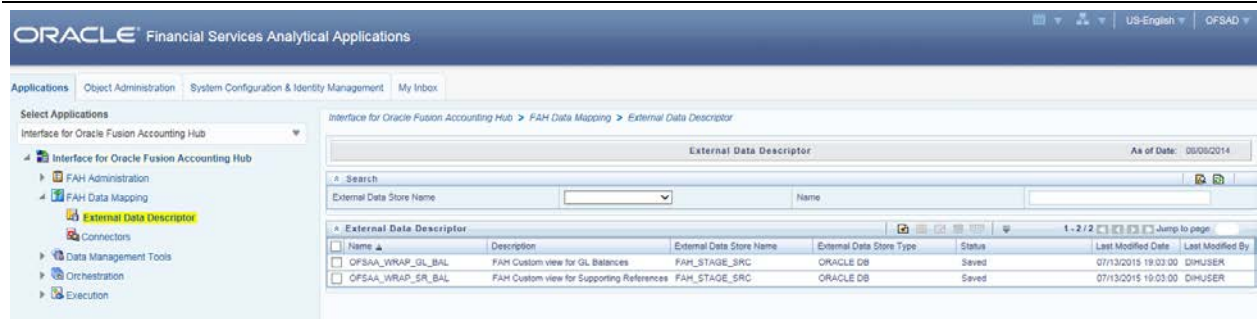 US-English OFSAD
ORACLE Financial Services Analytical Applications
Applications Object Administration System Configuration & Identity Management My Inbox
Select Applications
Interface for Oracle Fusion Accounting Hub
Interface for Oracle Fusion Accounting Hub
FAH Administration
FAH Data Mapping
External Data Descriptor
Connectors
Data Management Tools
Orchestration
Execution
Interface for Oracle Fusion Accounting Hub > FAH Data Mapping > External Data Descriptor
External Data Descriptor As of Date: 08/08/2014
Search
External Data Store Name Name
External Data Descriptor 1 - 2 / 2 Jump to page
Name Description External Data Store Name External Data Store Type Status Last Modified Date Last Modified By
OFSAA_WRAP_GL_BAL FAH Custom view for GL Balances FAH_STAGE_SRC ORACLE DB Saved 07/13/2015 19:03:00 DIHUSER
OFSAA_WRAP_SR_BAL FAH Custom view for Supporting References FAH_STAGE_SRC ORACLE DB Saved 07/13/2015 19:03:00 DIHUSER